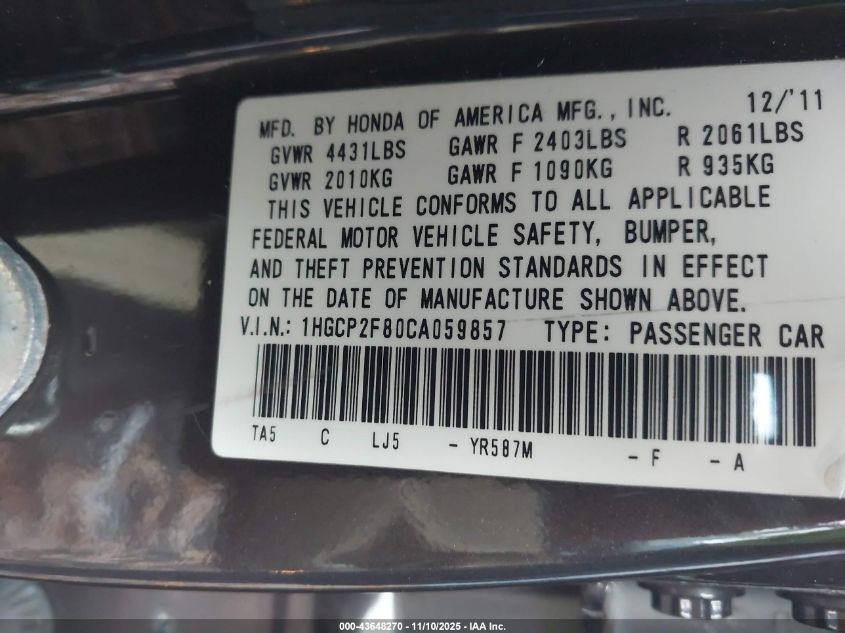 MFD. BY HONDA OF AMERICA MFG., INC. 12/'11
GVWR 4431LBS GAWR F 2403LBS R 2061LBS
GVWR 2010KG GAWR F 1090KG R 935KG
THIS VEHICLE CONFORMS TO ALL APPLICABLE
FEDERAL MOTOR VEHICLE SAFETY, BUMPER,
AND THEFT PREVENTION STANDARDS IN EFFECT
ON THE DATE OF MANUFACTURE SHOWN ABOVE.
V.I.N.: 1HGCP2F80CA059857 TYPE: PASSENGER CAR
TA5 C LJ5 - YR587M - F - A
000-43648270 - 11/10/2025 - IAA Inc.